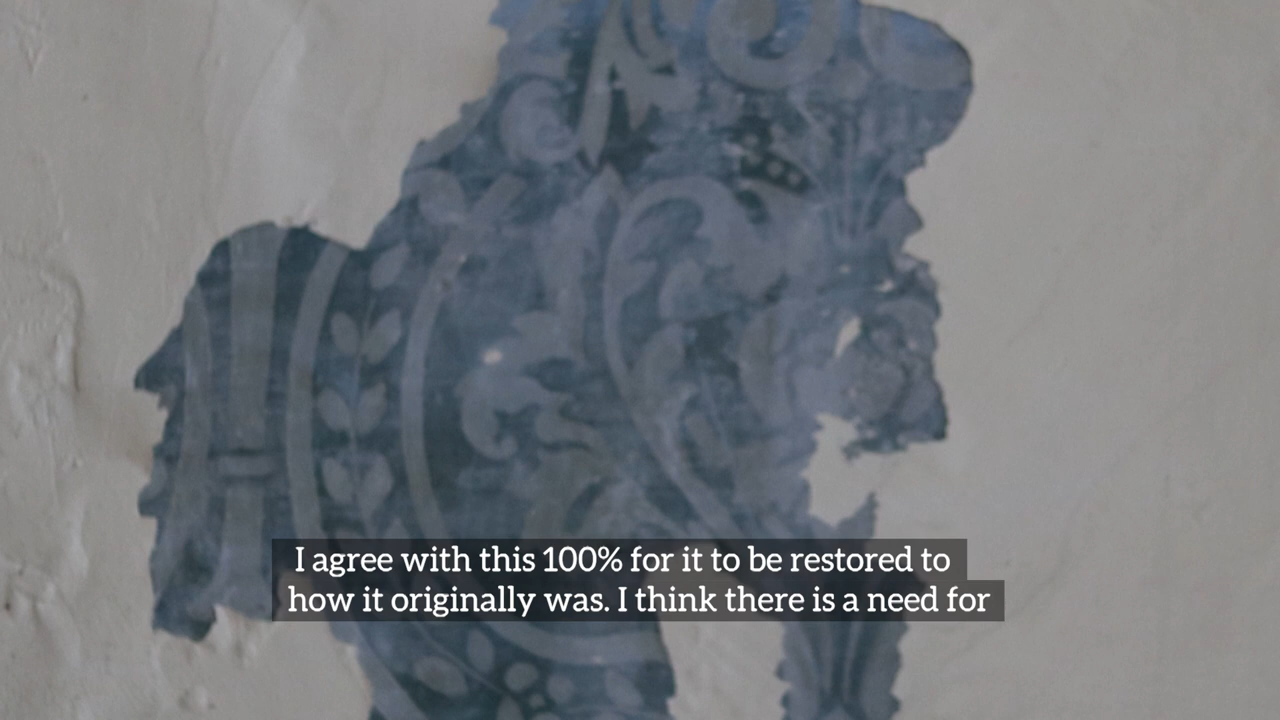 I agree with this 100% for it to be restored to
how it originally was. I think there is a need for